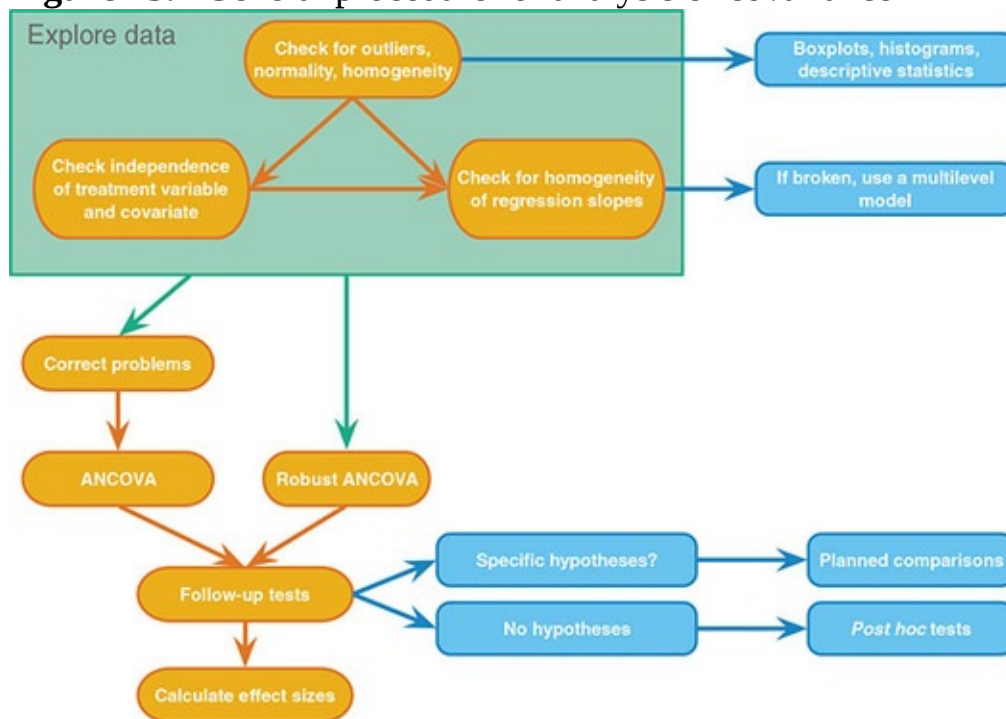 Explore data
Check for outliers,
normality, homogeneity
Boxplots, histograms,
descriptive statistics
Check independence
of treatment variable
and covariate
Check for homogeneity
of regression slopes
If broken, use a multilevel
model
Correct problems
ANCOVA
Robust ANCOVA
Follow-up tests
Specific hypotheses?
Planned comparisons
No hypotheses
Post hoc tests
Calculate effect sizes